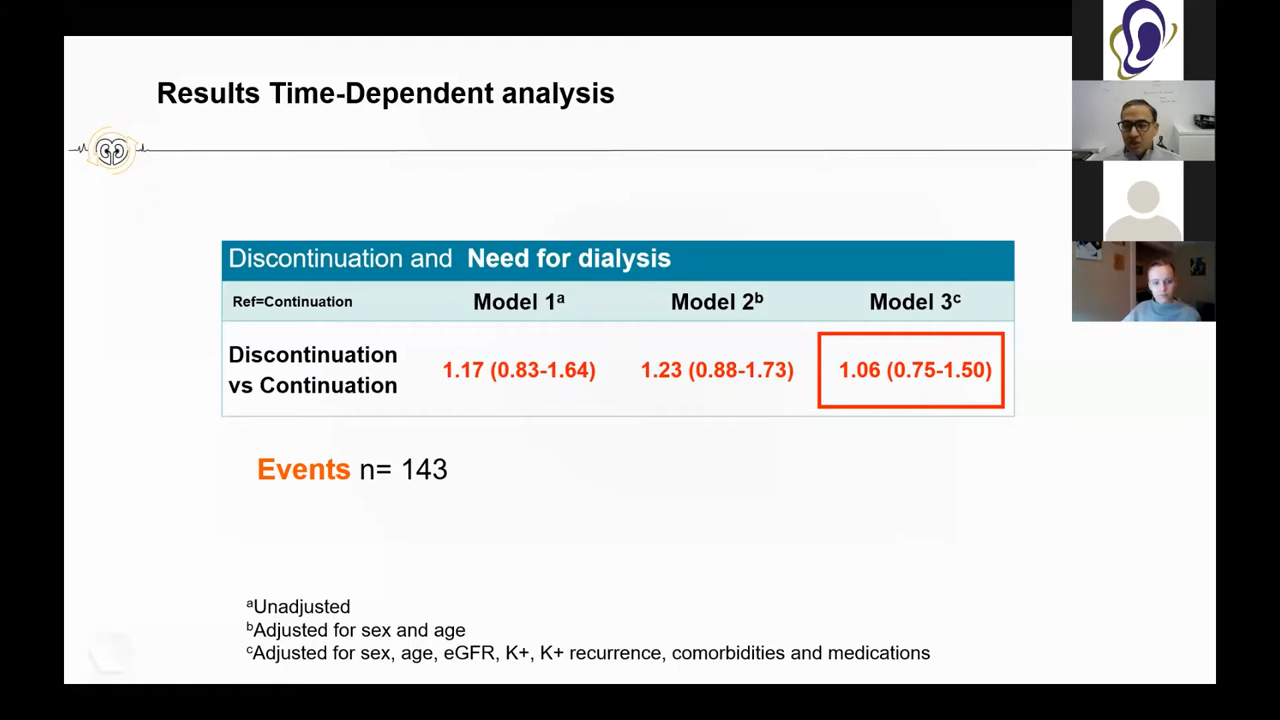 Results Time-Dependent analysis
Discontinuation and Need for dialysis
Ref=Continuation Model 1ᵃ Model 2ᵇ Model 3ᶜ
Discontinuation
vs Continuation 1.17 (0.83-1.64) 1.23 (0.88-1.73) 1.06 (0.75-1.50)
Events n= 143
ᵃUnadjusted
ᵇAdjusted for sex and age
ᶜAdjusted for sex, age, eGFR, K+, K+ recurrence, comorbidities and medications